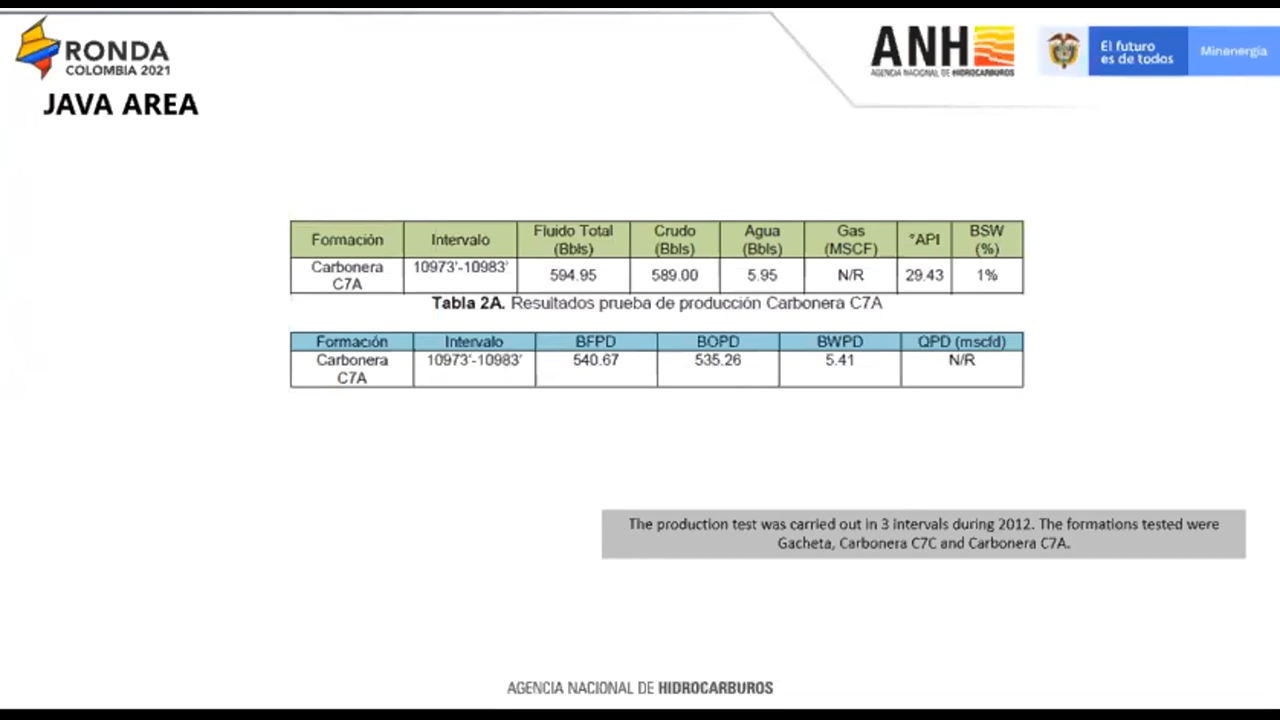 RONDA
COLOMBIA 2021
ANH
AGENCIA NACIONAL DE HIDROCARBUROS
El futuro
es de todos
Minenergía
JAVA AREA
Formación Intervalo Fluido Total (Bbls) Crudo (Bbls) Agua (Bbls) Gas (MSCF) °API BSW (%)
Carbonera C7A 10973'-10983' 594.95 589.00 5.95 N/R 29.43 1%
Tabla 2A. Resultados prueba de producción Carbonera C7A
Formación Intervalo BFPD BOPD BWPD QPD (mscfd)
Carbonera C7A 10973'-10983' 540.67 535.26 5.41 N/R
The production test was carried out in 3 intervals during 2012. The formations tested were
Gacheta, Carbonera C7C and Carbonera C7A.
AGENCIA NACIONAL DE HIDROCARBUROS